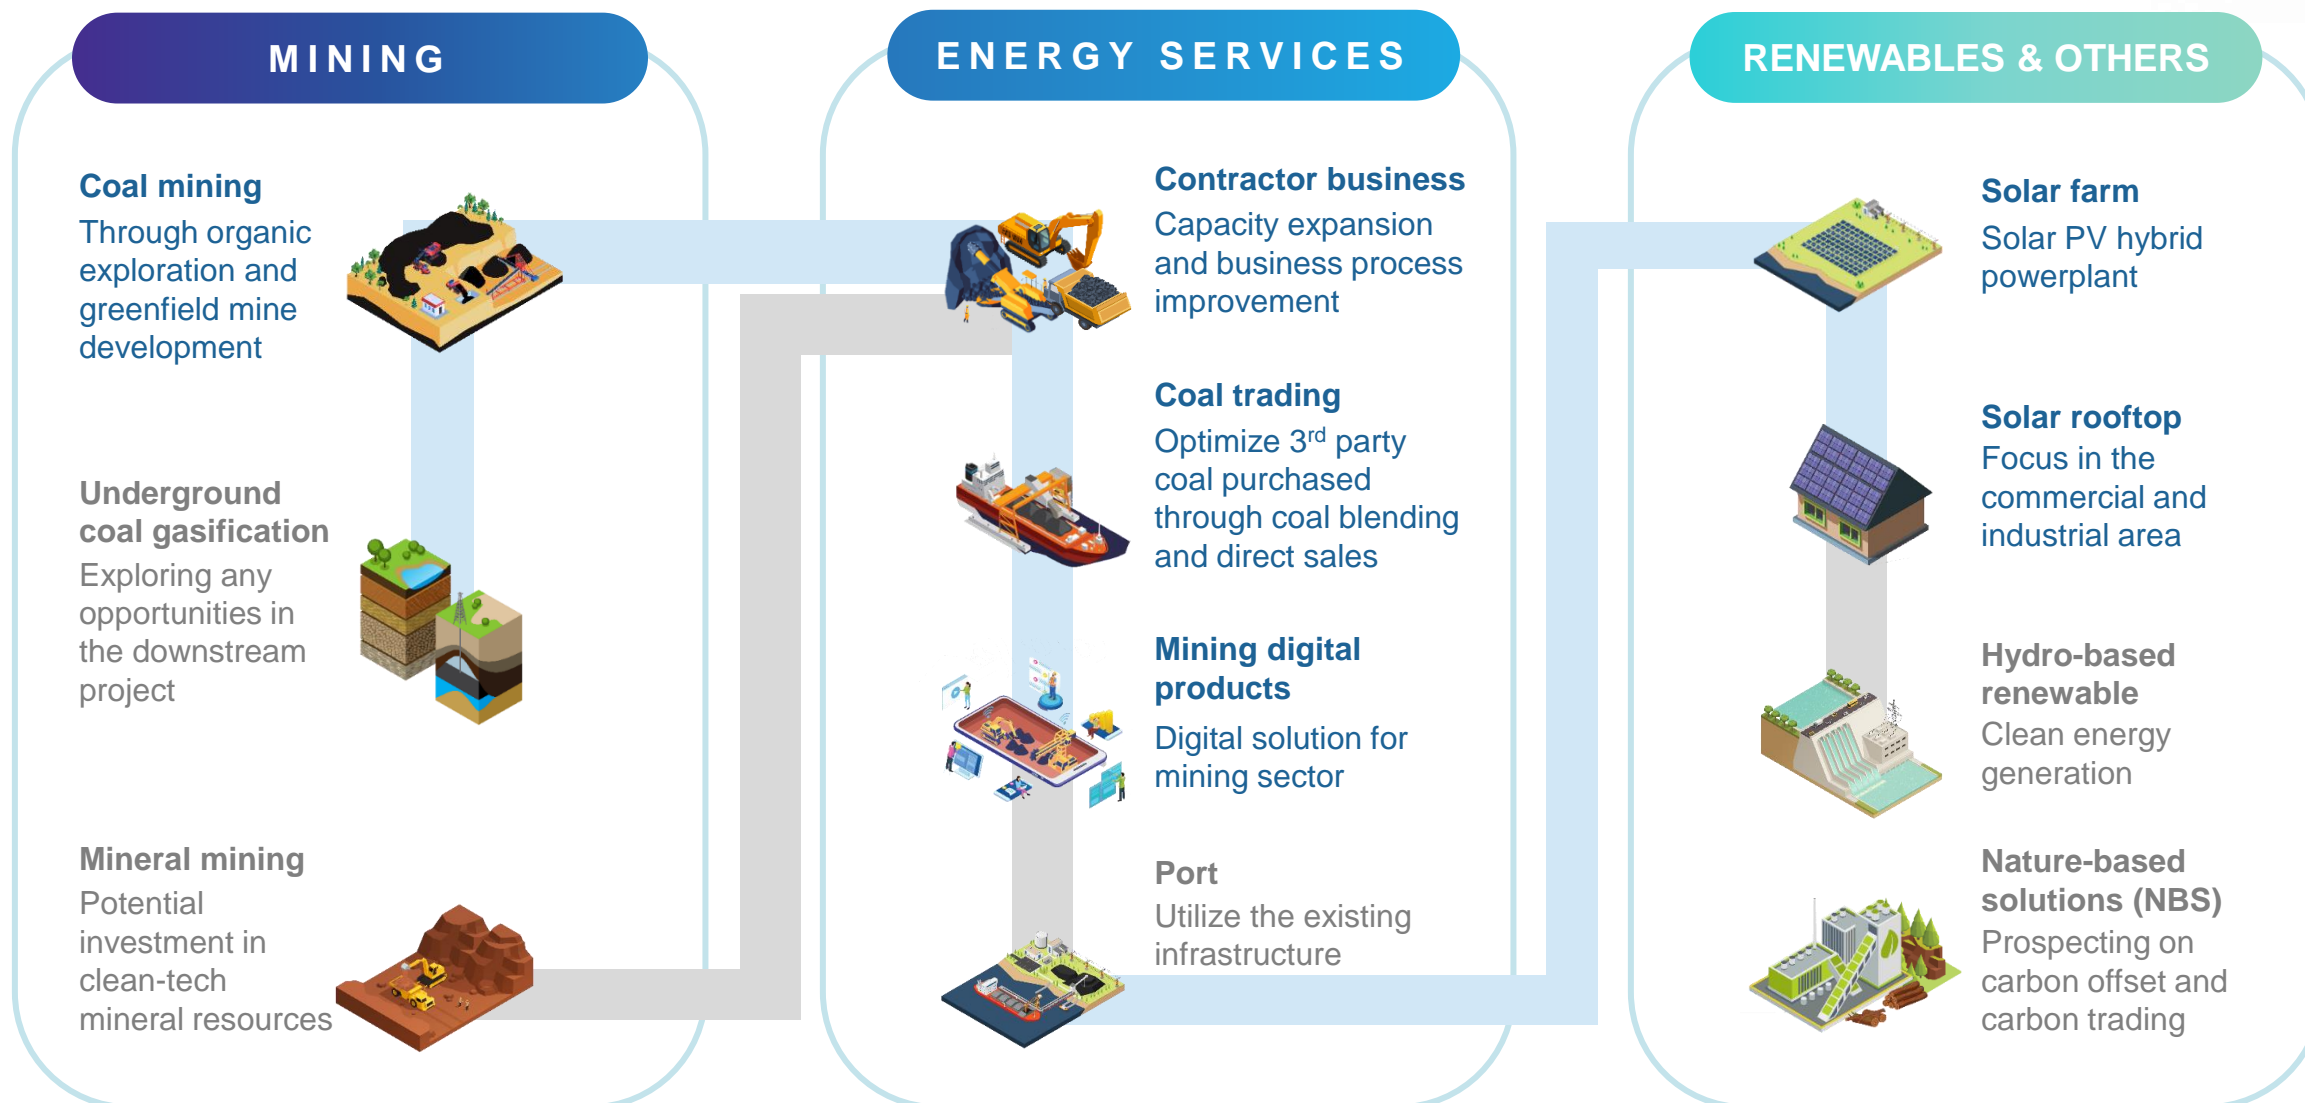 MINING
Coal mining
Through organic
exploration and
greenfield mine
development
Underground
coal gasification
Exploring any
opportunities in
the downstream
project
Mineral mining
Potential
investment in
clean-tech
mineral resources
ENERGY SERVICES
Contractor business
Capacity expansion
and business process
improvement
Coal trading
Optimize 3rd party
coal purchased
through coal blending
and direct sales
Mining digital
products
Digital solution for
mining sector
Port
Utilize the existing
infrastructure
RENEWABLES & OTHERS
Solar farm
Solar PV hybrid
powerplant
Solar rooftop
Focus in the
commercial and
industrial area
Hydro-based
renewable
Clean energy
generation
Nature-based
solutions (NBS)
Prospecting on
carbon offset and
carbon trading